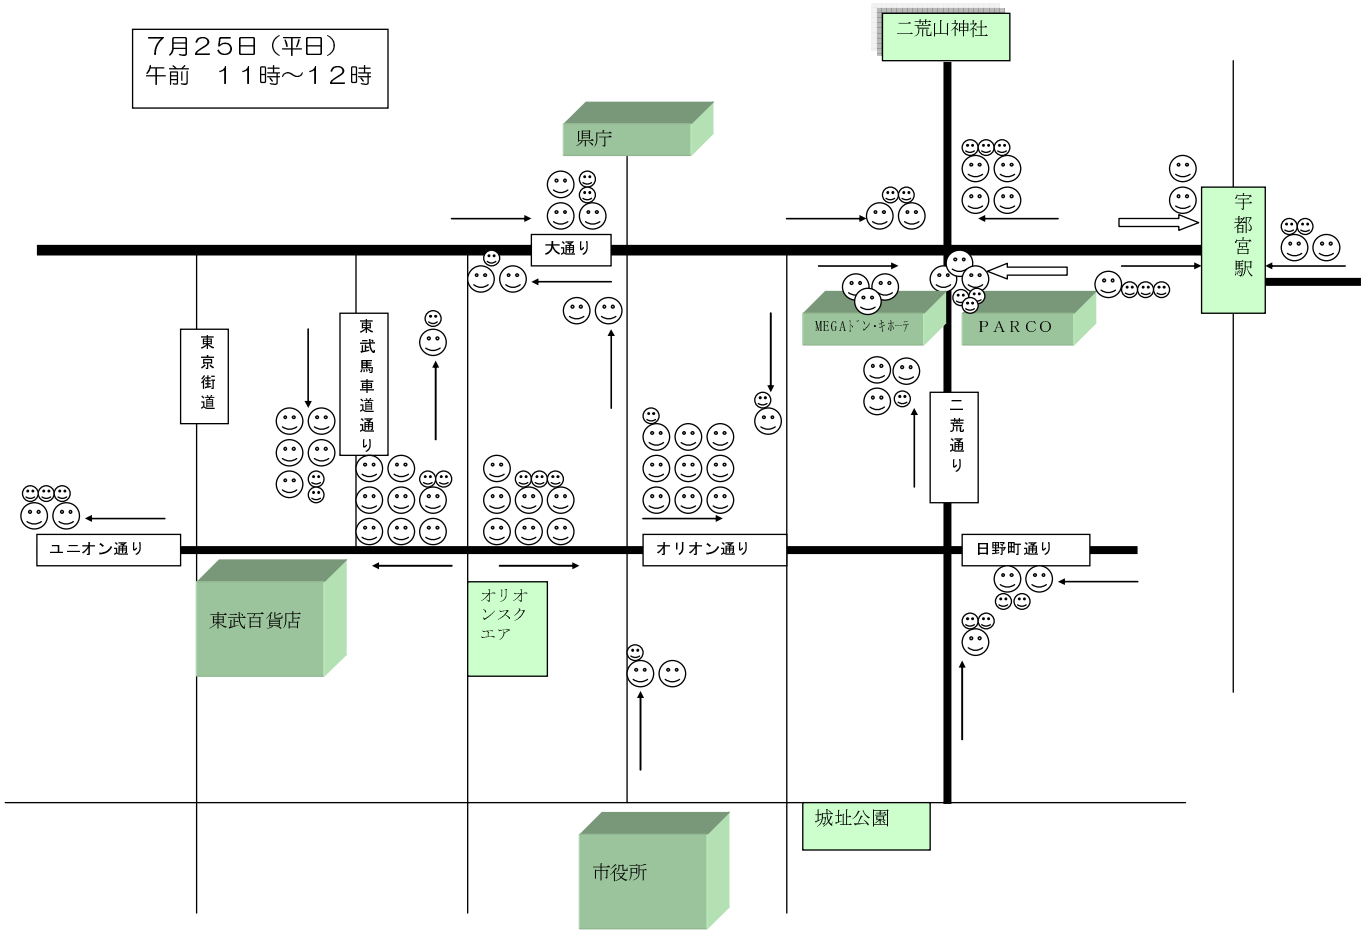 ７月２５日（平日）
午前　１１時～１２時
二荒山神社
県庁
宇都宮駅
大通り
東京街道
東武馬車道通り
MEGAﾄﾞﾝ・ｷﾎｰﾃ
ＰＡＲＣＯ
二荒通り
ユニオン通り
オリオン通り
日野町通り
東武百貨店
オリオ
ンスク
エア
城址公園
市役所